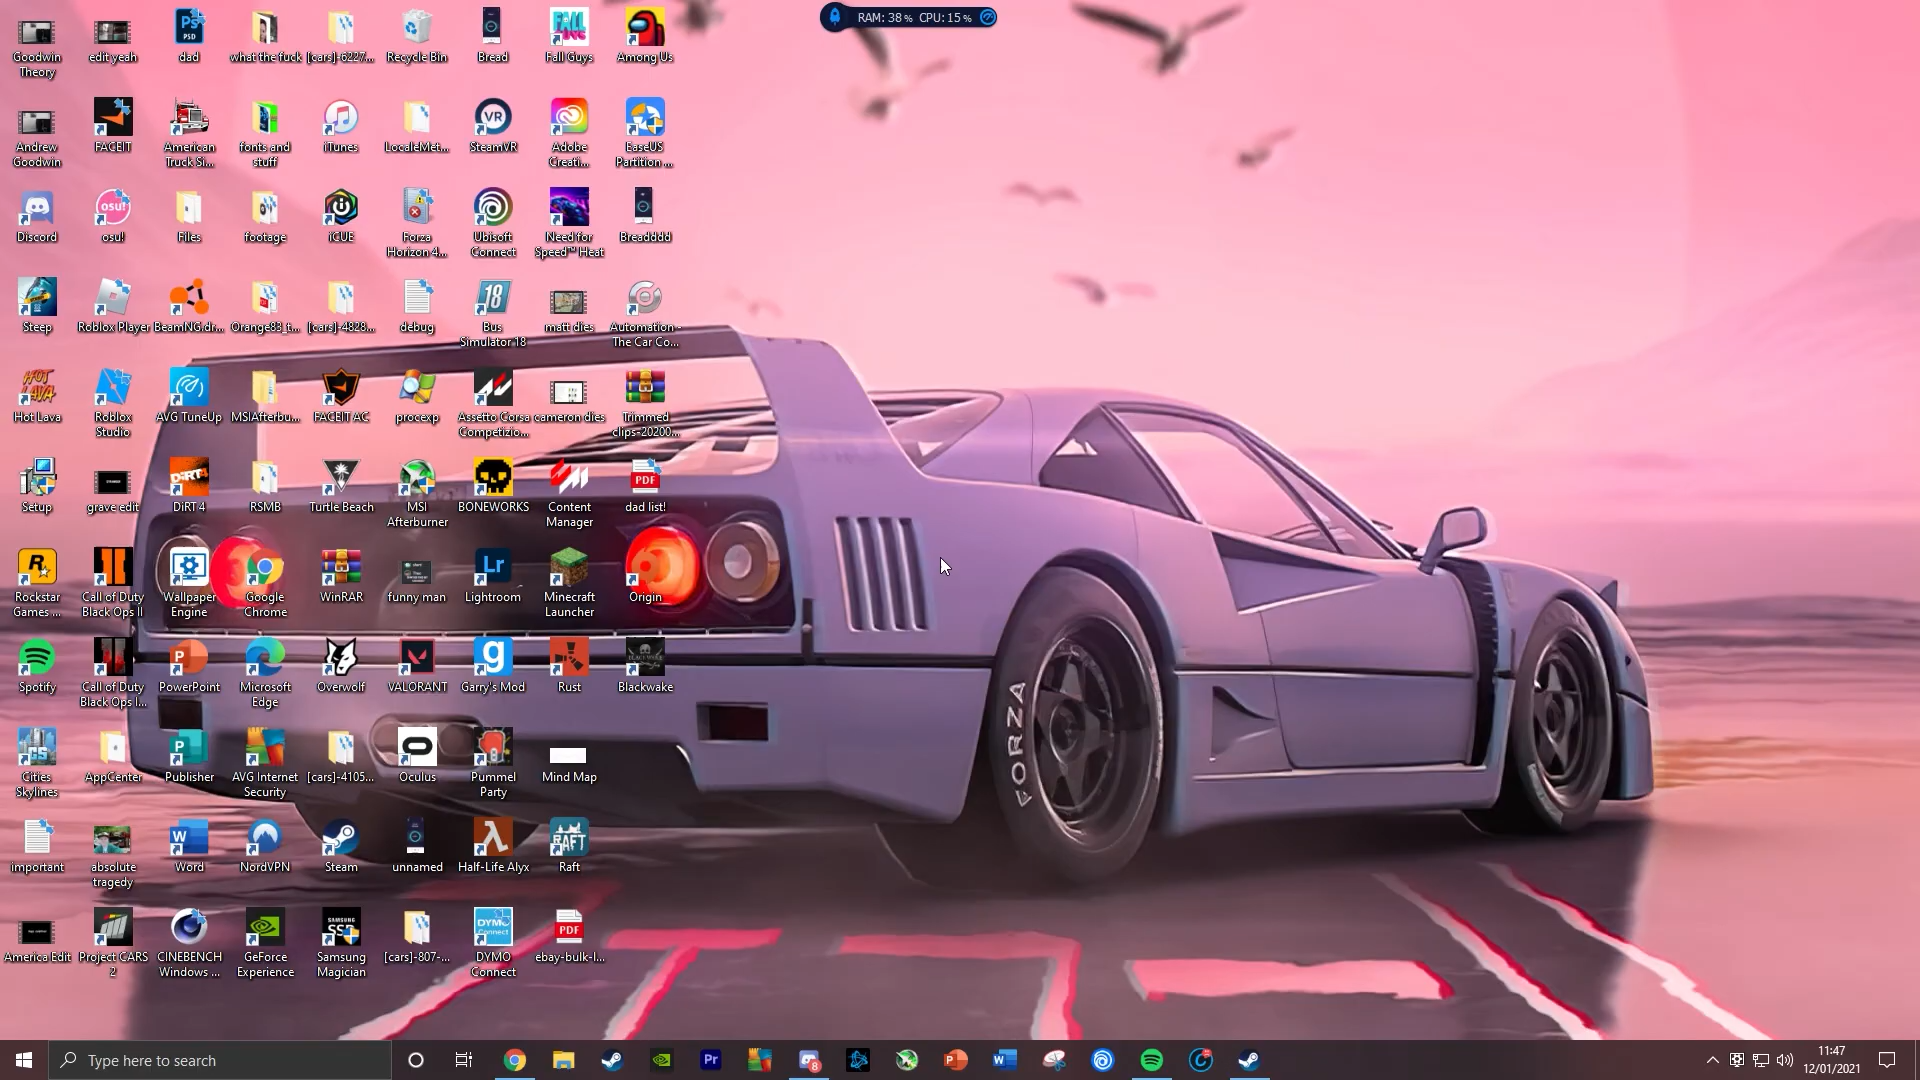 RAM: 38% CPU: 15%
Goodwin Theory
edit yeah
dad
what the fuck
[cars]-6227...
Recycle Bin
Bread
Fall Guys
Among Us
Andrew Goodwin
FACEIT
American Truck Si...
fonts and stuff
iTunes
LocaleMet...
SteamVR
Adobe Creati...
EaseUS Partition ...
Discord
osu!
Files
footage
iCUE
Forza Horizon 4...
Ubisoft Connect
Need for Speed™ Heat
Breadddd
Steep
Roblox Player
BeamNG.dr...
Orange83_t...
[cars]-4828...
debug
Bus Simulator 18
matt dies
Automation - The Car Co...
Hot Lava
Roblox Studio
AVG TuneUp
MSIAfterbu...
FACEIT AC
procexp
Assetto Corsa Competizio...
cameron dies
Trimmed clips-20200...
Setup
grave edit
DiRT 4
RSMB
Turtle Beach
MSI Afterburner
BONEWORKS
Content Manager
dad list!
Rockstar Games ...
Call of Duty Black Ops II
Wallpaper Engine
Google Chrome
WinRAR
funny man
Lightroom
Minecraft Launcher
Origin
Spotify
Call of Duty Black Ops I...
PowerPoint
Microsoft Edge
Overwolf
VALORANT
Garry's Mod
Rust
Blackwake
Cities Skylines
AppCenter
Publisher
AVG Internet Security
[cars]-4105...
Oculus
Pummel Party
Mind Map
FORZA
important
absolute tragedy
Word
NordVPN
Steam
unnamed
Half-Life Alyx
Raft
America Edit
Project CARS 2
CINEBENCH Windows ...
GeForce Experience
Samsung Magician
[cars]-807-...
DYMO Connect
ebay-bulk-l...
Type here to search
11:47
12/01/2021